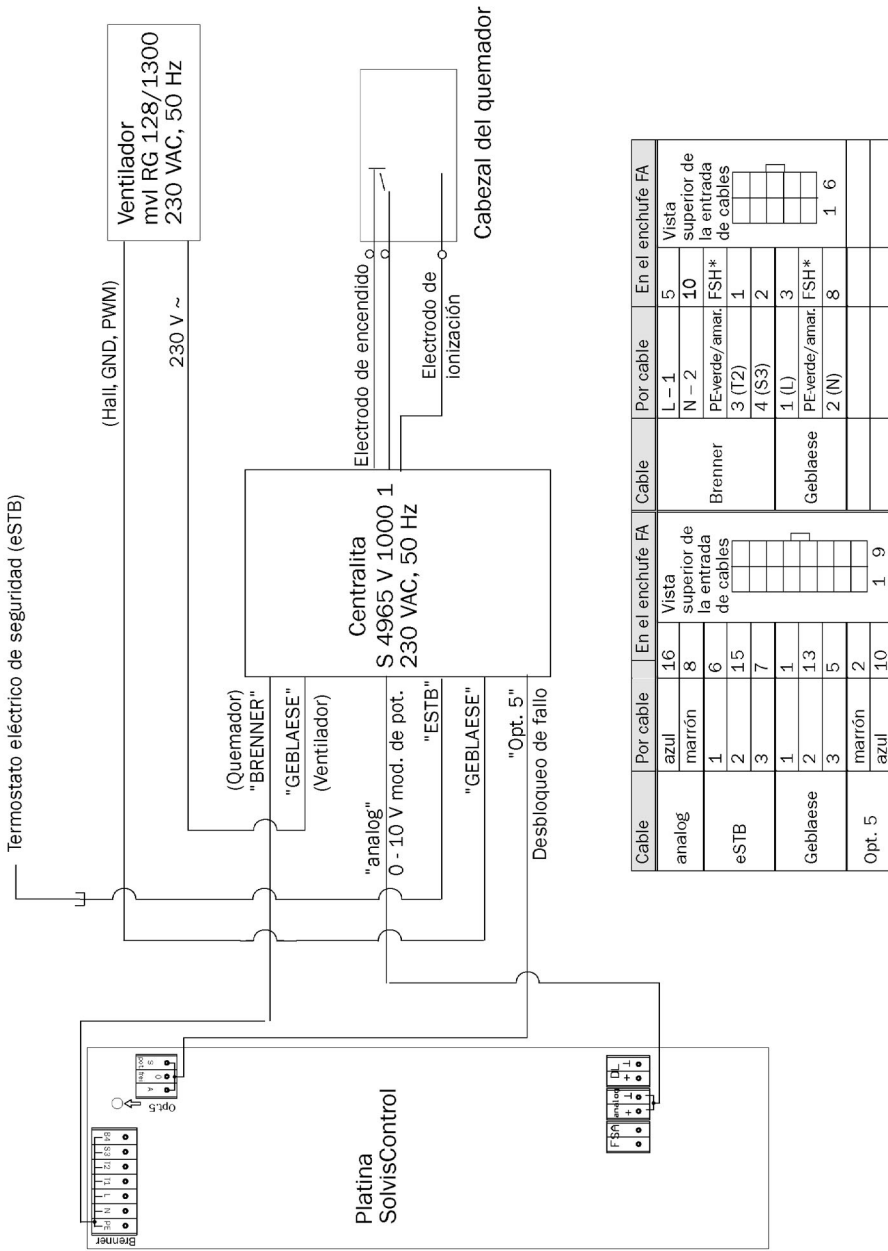 Termostato eléctrico de seguridad (eSTB)
(Hall, GND, PWM)
230 V ~
Ventilador
mvl RG 128/1300
230 VAC, 50 Hz
(Quemador)
"BRENNER"
"GEBLAESE"
(Ventilador)
"analog"
0 - 10 V mod. de pot.
"ESTB"
"GEBLAESE"
"Opt. 5"
Desbloqueo de fallo
Centralita
S 4965 V 1000 1
230 VAC, 50 Hz
Electrodo de encendido
Electrodo de
ionización
Cabezal del quemador
Brenner
PE N L T1 T2 S3 B4
Opt.5
A O S
pot. frei
Platina
SolvisControl
FSA analog DL
+ T + T
Cable Por cable En el enchufe FA Cable Por cable En el enchufe FA
analog azul 16 Brenner L – 1 5
marrón 8 N – 2 10
eSTB 1 6 PE-verde/amar. FSH*
2 15 3 (T2) 1
3 7 4 (S3) 2
Geblaese 1 1 Geblaese 1 (L) 3
2 13 PE-verde/amar. FSH*
3 5 2 (N) 8
Opt. 5 marrón 2
azul 10
Vista
superior de
la entrada
de cables
1 9
Vista
superior de
la entrada
de cables
1 6